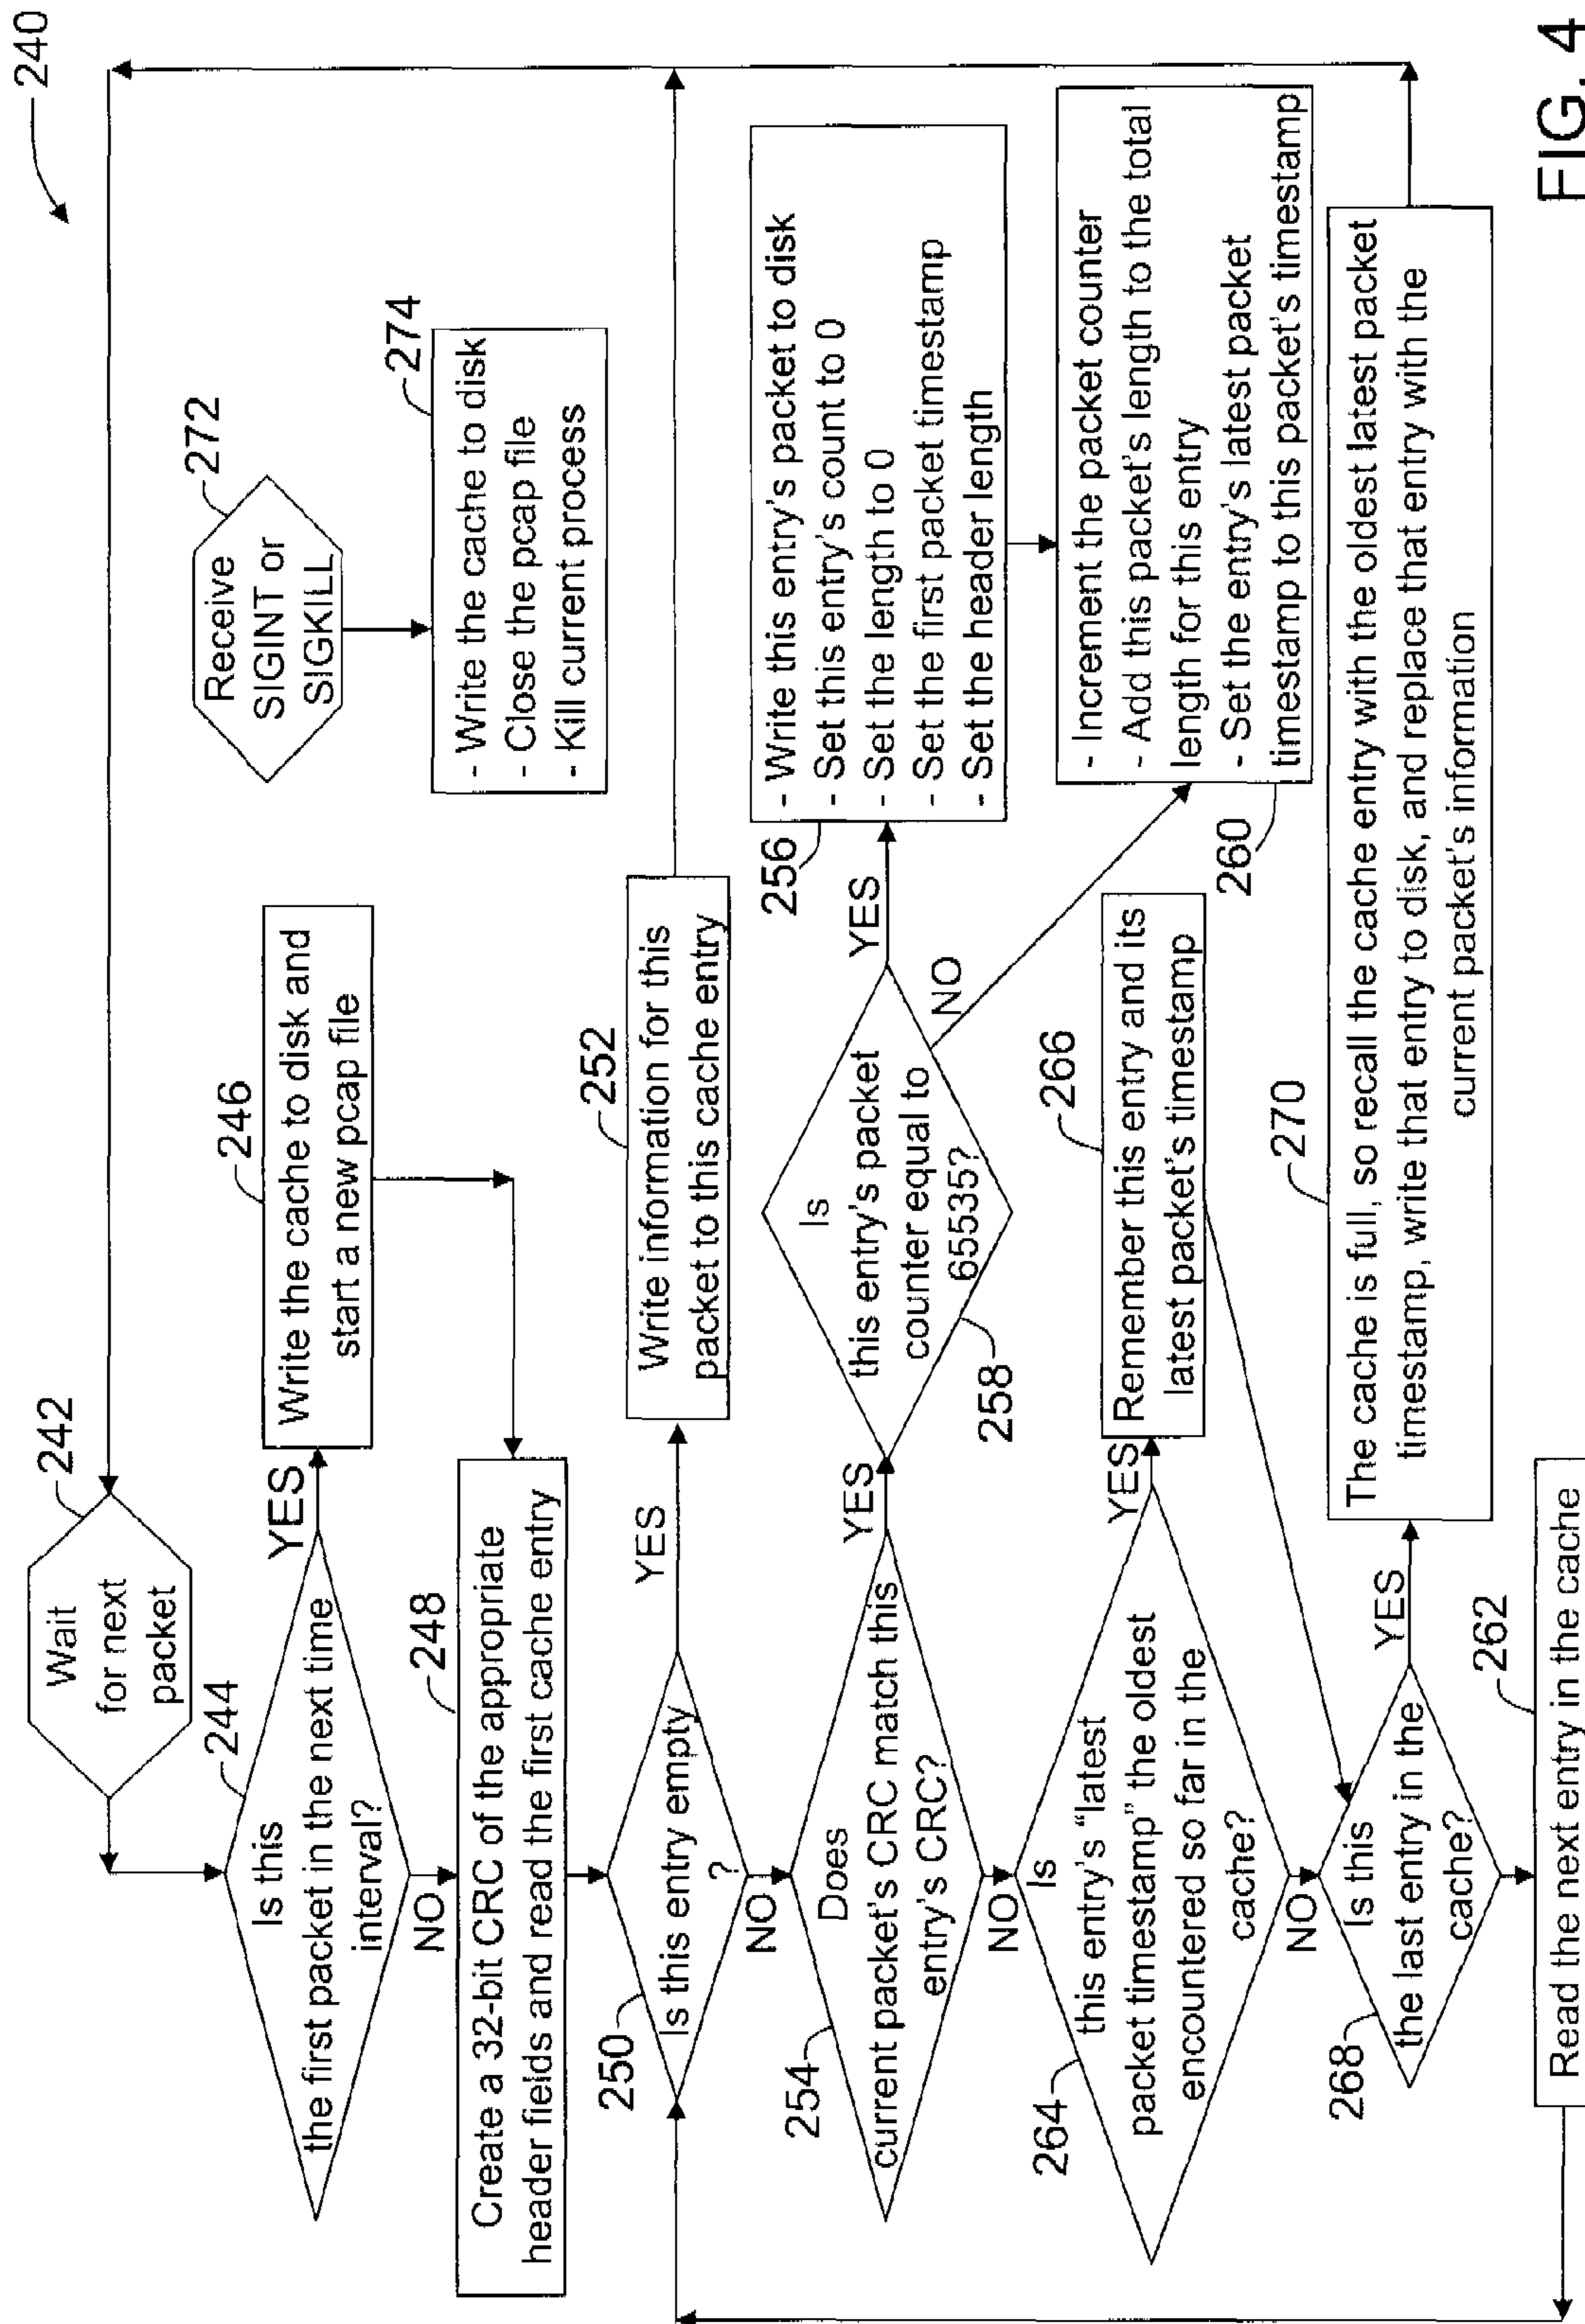 240
242
Wait
for next
packet
272
Receive
SIGINT or
SIGKILL
244
Is this
the first packet in the next time
interval?
YES
NO
246
Write the cache to disk and
start a new pcap file
274
- Write the cache to disk
- Close the pcap file
- Kill current process
248
Create a 32-bit CRC of the appropriate
header fields and read the first cache entry
250
Is this entry empty
?
YES
NO
252
Write information for this
packet to this cache entry
254
Does
current packet's CRC match this
entry's CRC?
YES
NO
258
Is
this entry's packet
counter equal to
65535?
YES
NO
256
- Write this entry's packet to disk
- Set this entry's count to 0
- Set the length to 0
- Set the first packet timestamp
- Set the header length
260
- Increment the packet counter
- Add this packet's length to the total
length for this entry
- Set the entry's latest packet
timestamp to this packet's timestamp
264
Is
this entry's "latest
packet timestamp" the oldest
encountered so far in the
cache?
YES
NO
266
Remember this entry and its
latest packet's timestamp
268
Is this
the last entry in the
cache?
YES
270
The cache is full, so recall the cache entry with the oldest latest packet
timestamp, write that entry to disk, and replace that entry with the
current packet's information
262
Read the next entry in the cache
FIG. 4